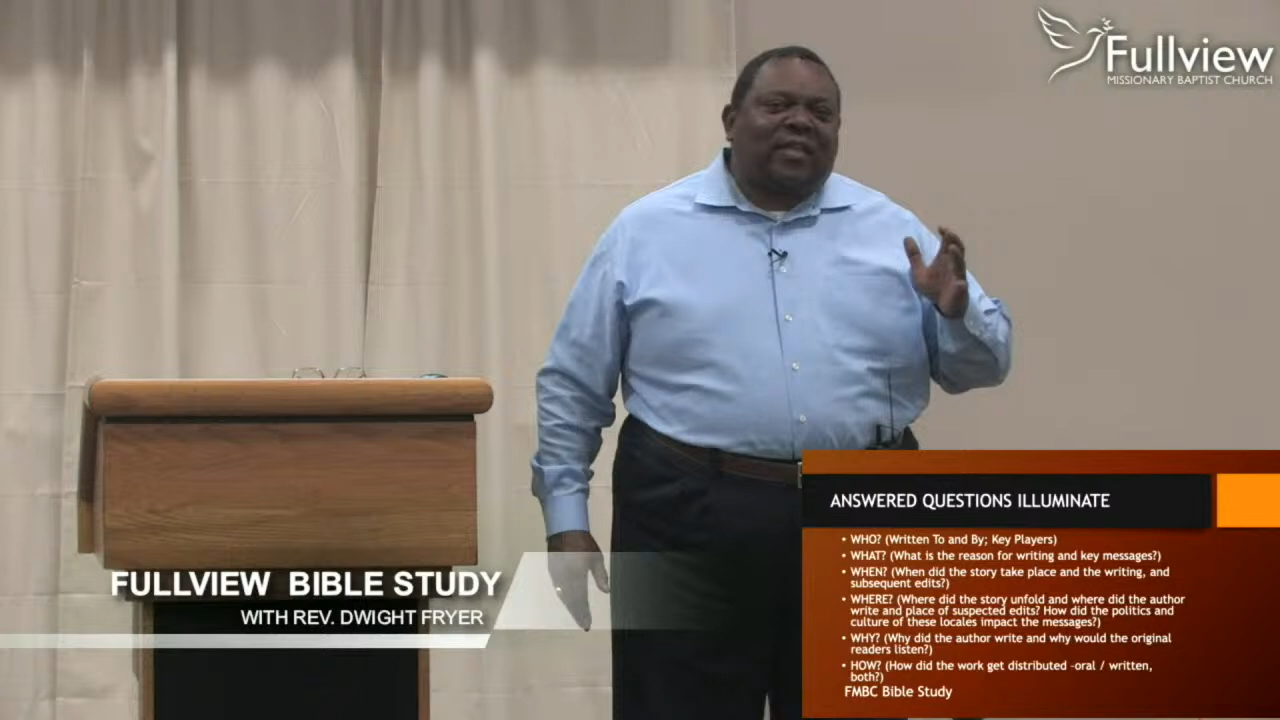 Fullview
MISSIONARY BAPTIST CHURCH
ANSWERED QUESTIONS ILLUMINATE
• WHO? (Written To and By; Key Players)
• WHAT? (What is the reason for writing and key messages?)
• WHEN? (When did the story take place and the writing, and
subsequent edits?)
• WHERE? (Where did the story unfold and where did the author
write and place of suspected edits? How did the politics and
culture of these locales impact the messages?)
• WHY? (Why did the author write and why would the original
readers listen?)
• HOW? (How did the work get distributed –oral / written,
both?)
FMBC Bible Study
FULLVIEW BIBLE STUDY
WITH REV. DWIGHT FRYER